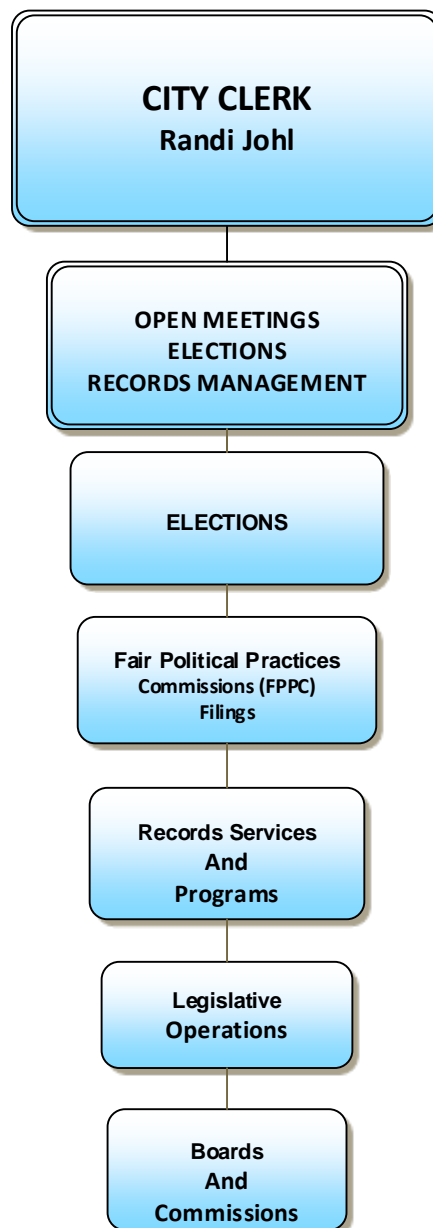 CITY CLERK
Randi Johl
OPEN MEETINGS
ELECTIONS
RECORDS MANAGEMENT
ELECTIONS
Fair Political Practices
Commissions (FPPC)
Filings
Records Services
And
Programs
Legislative
Operations
Boards
And
Commissions